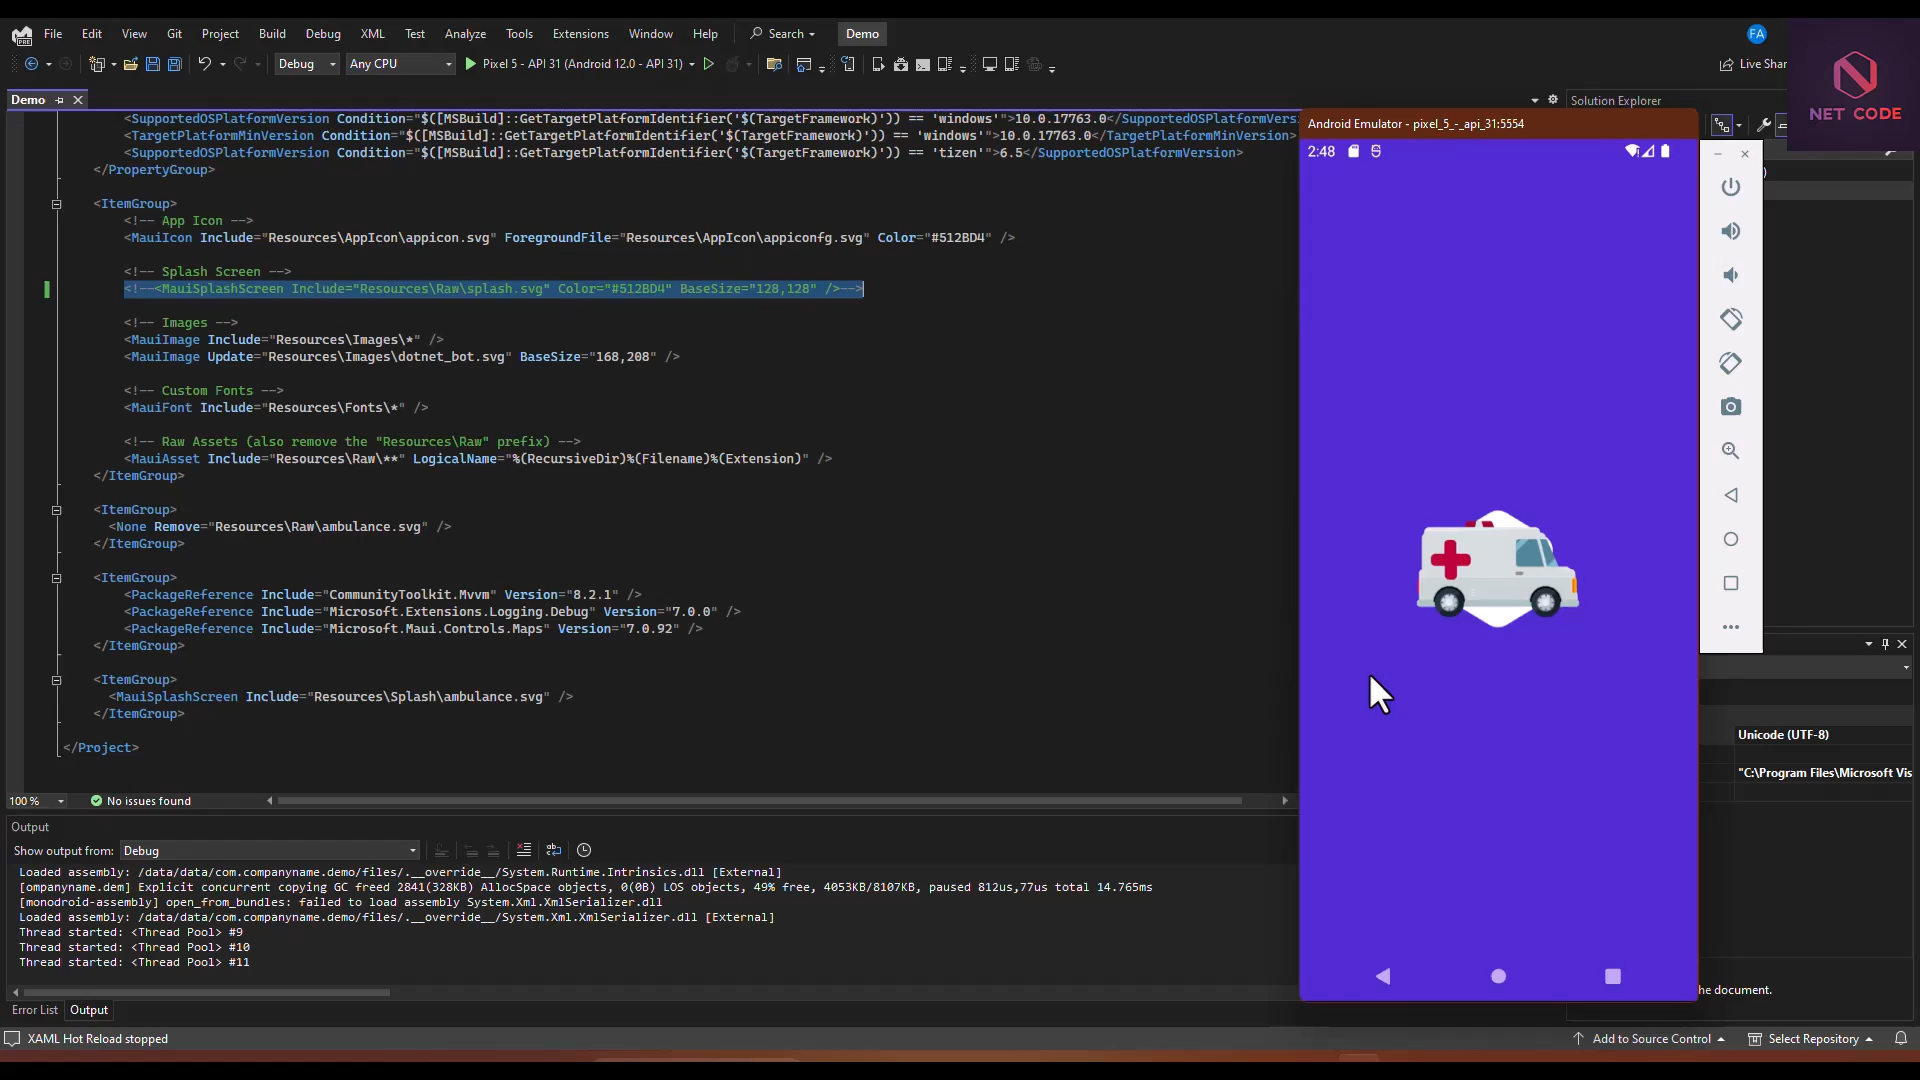 File Edit View Git Project Build Debug XML Test Analyze Tools Extensions Window Help Search Demo FA
Debug Any CPU Pixel 5 - API 31 (Android 12.0 - API 31) Live Shar
NET CODE
Demo Solution Explorer
<SupportedOSPlatformVersion Condition="$([MSBuild]::GetTargetPlatformIdentifier('$(TargetFramework)')) == 'windows'">10.0.17763.0</SupportedOSPlatformVersi
<TargetPlatformMinVersion Condition="$([MSBuild]::GetTargetPlatformIdentifier('$(TargetFramework)')) == 'windows'">10.0.17763.0</TargetPlatformMinVersion>
<SupportedOSPlatformVersion Condition="$([MSBuild]::GetTargetPlatformIdentifier('$(TargetFramework)')) == 'tizen'">6.5</SupportedOSPlatformVersion>
</PropertyGroup>
<ItemGroup>
<!-- App Icon -->
<MauiIcon Include="Resources\AppIcon\appicon.svg" ForegroundFile="Resources\AppIcon\appiconfg.svg" Color="#512BD4" />
<!-- Splash Screen -->
<!--<MauiSplashScreen Include="Resources\Raw\splash.svg" Color="#512BD4" BaseSize="128,128" />-->
<!-- Images -->
<MauiImage Include="Resources\Images\*" />
<MauiImage Update="Resources\Images\dotnet_bot.svg" BaseSize="168,208" />
<!-- Custom Fonts -->
<MauiFont Include="Resources\Fonts\*" />
<!-- Raw Assets (also remove the "Resources\Raw" prefix) -->
<MauiAsset Include="Resources\Raw\**" LogicalName="%(RecursiveDir)%(Filename)%(Extension)" />
</ItemGroup>
<ItemGroup>
<None Remove="Resources\Raw\ambulance.svg" />
</ItemGroup>
<ItemGroup>
<PackageReference Include="CommunityToolkit.Mvvm" Version="8.2.1" />
<PackageReference Include="Microsoft.Extensions.Logging.Debug" Version="7.0.0" />
<PackageReference Include="Microsoft.Maui.Controls.Maps" Version="7.0.92" />
</ItemGroup>
<ItemGroup>
<MauiSplashScreen Include="Resources\Splash\ambulance.svg" />
</ItemGroup>
</Project>
100 % No issues found
Android Emulator - pixel_5_-_api_31:5554
2:48
)
Unicode (UTF-8)
"C:\Program Files\Microsoft Vis
he document.
Output
Show output from: Debug
Loaded assembly: /data/data/com.companyname.demo/files/.__override__/System.Runtime.Intrinsics.dll [External]
[ompanyname.dem] Explicit concurrent copying GC freed 2841(328KB) AllocSpace objects, 0(0B) LOS objects, 49% free, 4053KB/8107KB, paused 812us,77us total 14.765ms
[monodroid-assembly] open_from_bundles: failed to load assembly System.Xml.XmlSerializer.dll
Loaded assembly: /data/data/com.companyname.demo/files/.__override__/System.Xml.XmlSerializer.dll [External]
Thread started: <Thread Pool> #9
Thread started: <Thread Pool> #10
Thread started: <Thread Pool> #11
Error List Output
XAML Hot Reload stopped Add to Source Control Select Repository